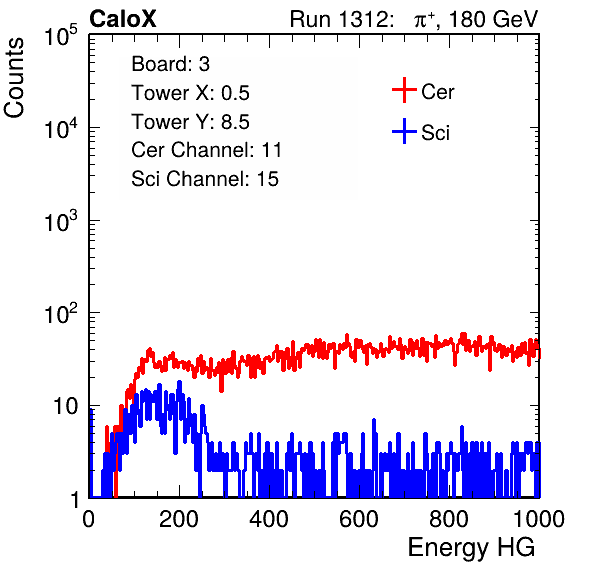 CaloX Run 1312: π⁺, 180 GeV
Counts
Board: 3
Tower X: 0.5
Tower Y: 8.5
Cer Channel: 11
Sci Channel: 15
Cer
Sci
10⁵
10⁴
10³
10²
10
1
0 200 400 600 800 1000
Energy HG